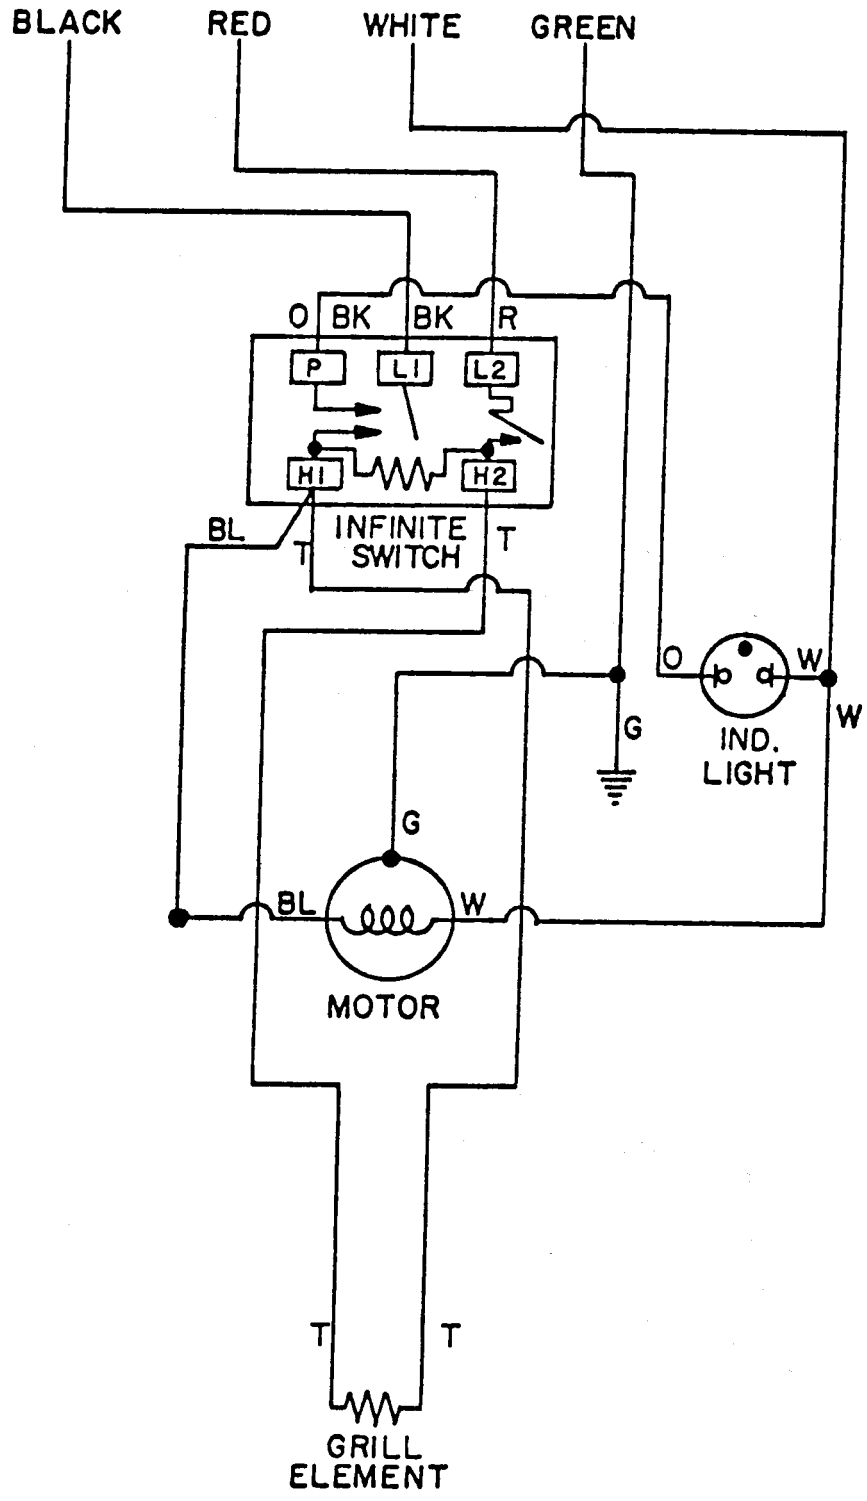 BLACK RED WHITE GREEN
O BK BK R
P L1 L2
H1 H2
BL T INFINITE T
SWITCH
O W
W
G
IND.
LIGHT
G
BL W
MOTOR
T T
GRILL
ELEMENT